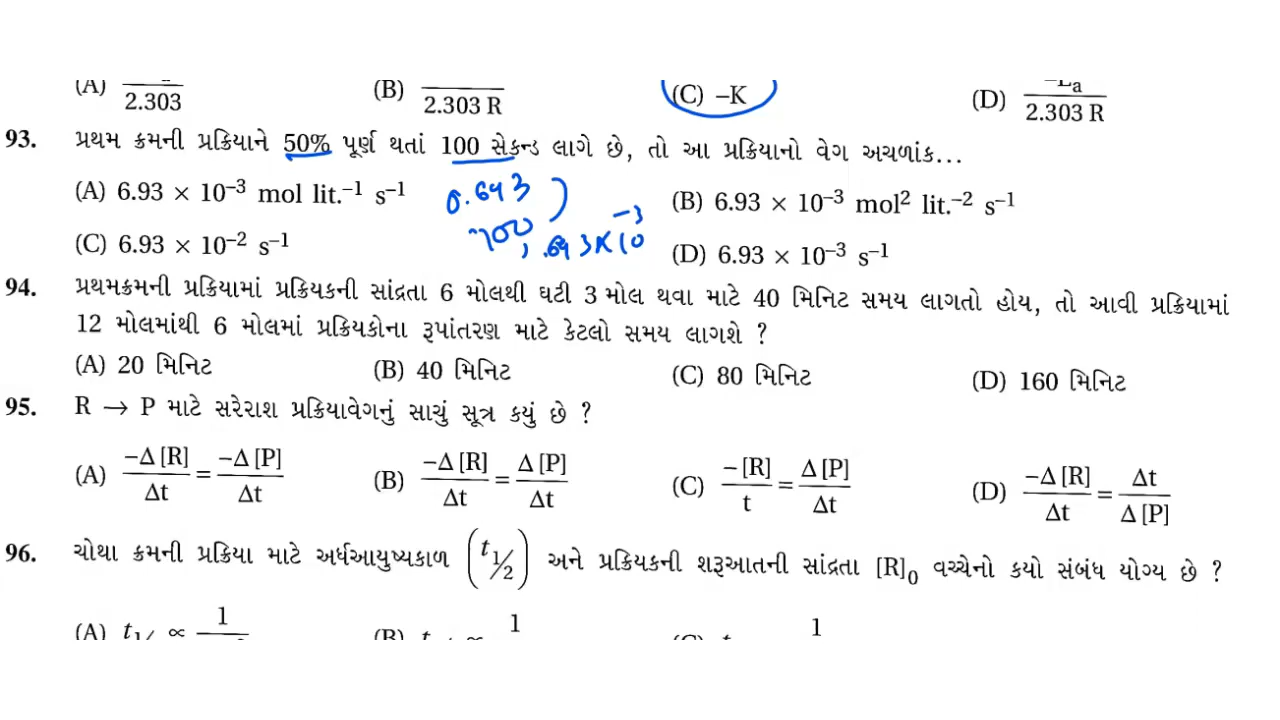 (A) 2.303 (B) 2.303 R (C) –K (D) –Ea / 2.303 R
93. પ્રથમ ક્રમની પ્રક્રિયાને 50% પૂર્ણ થતાં 100 સેકન્ડ લાગે છે, તો આ પ્રક્રિયાનો વેગ અચળાંક...
(A) 6.93 × 10⁻³ mol lit.⁻¹ s⁻¹ (B) 6.93 × 10⁻³ mol² lit.⁻² s⁻¹
0.693
100
(C) 6.93 × 10⁻² s⁻¹ (D) 6.93 × 10⁻³ s⁻¹
94. પ્રથમક્રમની પ્રક્રિયામાં પ્રક્રિયકની સાંદ્રતા 6 મોલથી ઘટી 3 મોલ થવા માટે 40 મિનિટ સમય લાગતો હોય, તો આવી પ્રક્રિયામાં
12 મોલમાંથી 6 મોલમાં પ્રક્રિયકોના રૂપાંતરણ માટે કેટલો સમય લાગશે ?
(A) 20 મિનિટ (B) 40 મિનિટ (C) 80 મિનિટ (D) 160 મિનિટ
95. R → P માટે સરેરાશ પ્રક્રિયાવેગનું સાચું સૂત્ર કયું છે ?
(A) –Δ [R] / Δt = –Δ [P] / Δt (B) –Δ [R] / Δt = Δ [P] / Δt (C) – [R] / t = Δ [P] / Δt (D) –Δ [R] / Δt = Δt / Δ [P]
96. ચોથા ક્રમની પ્રક્રિયા માટે અર્ધઆયુષ્યકાળ (t1/2) અને પ્રક્રિયકની શરૂઆતની સાંદ્રતા [R]₀ વચ્ચેનો કયો સંબંધ યોગ્ય છે ?
(A) t1/ ∝ 1 (B) 1 1